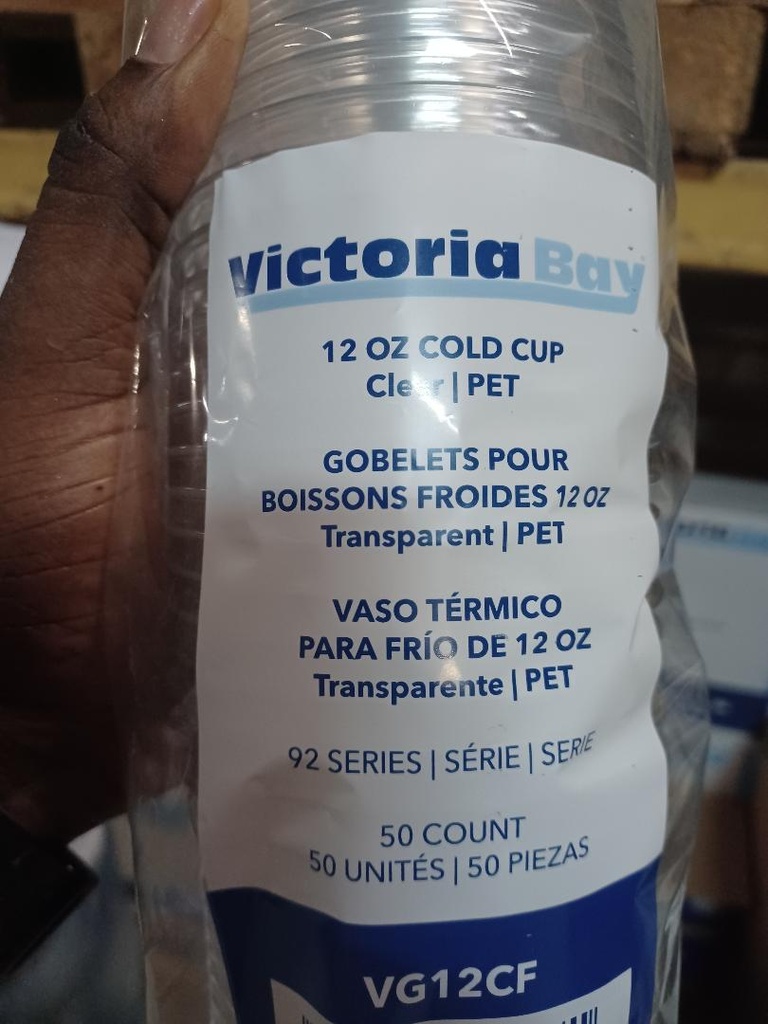 Victoria Bay
12 OZ COLD CUP
Clear | PET
GOBELETS POUR
BOISSONS FROIDES 12 OZ
Transparent | PET
VASO TÉRMICO
PARA FRÍO DE 12 OZ
Transparente | PET
92 SERIES | SÉRIE | SERIE
50 COUNT
50 UNITÉS | 50 PIEZAS
VG12CF